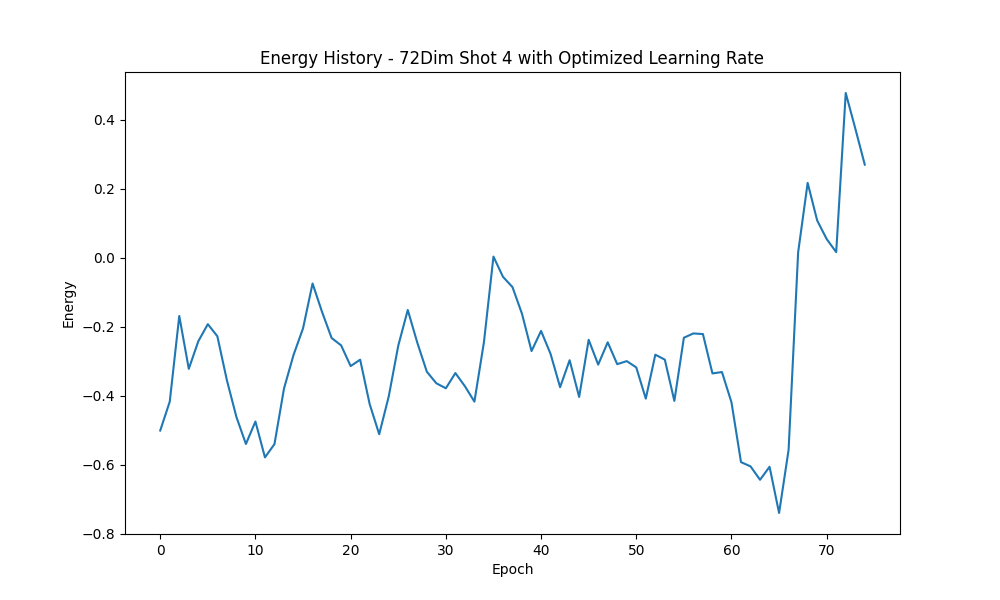 Energy History - 72Dim Shot 4 with Optimized Learning Rate
0.4
0.2
0.0
−0.2
−0.4
−0.6
−0.8
Energy
0 10 20 30 40 50 60 70
Epoch